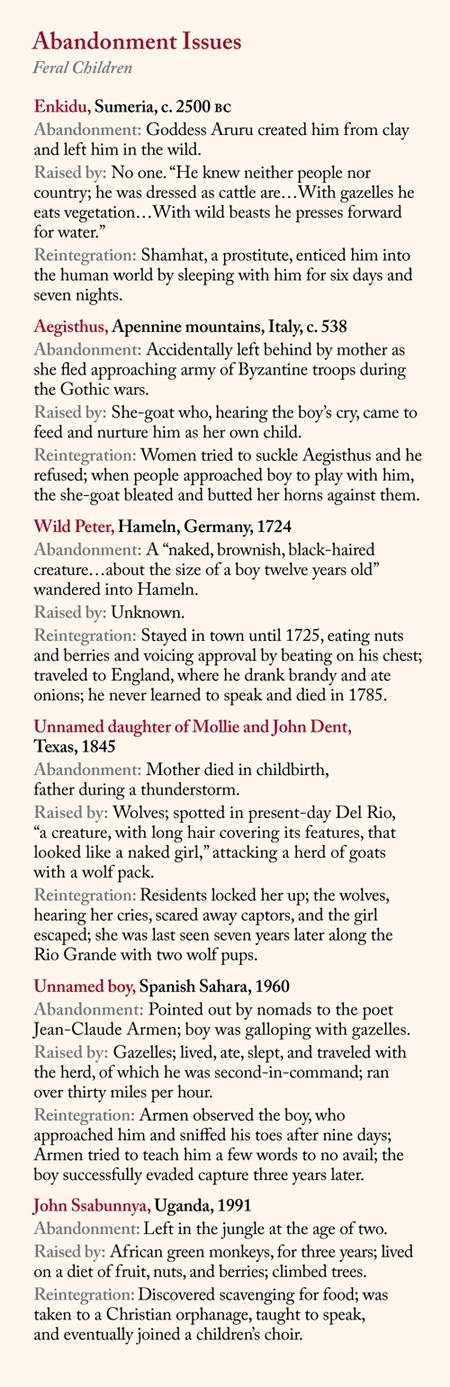 Abandonment Issues
Feral Children
Enkidu, Sumeria, c. 2500 BC
Abandonment: Goddess Aruru created him from clay
and left him in the wild.
Raised by: No one. “He knew neither people nor
country; he was dressed as cattle are…With gazelles he
eats vegetation…With wild beasts he presses forward
for water.”
Reintegration: Shamhat, a prostitute, enticed him into
the human world by sleeping with him for six days and
seven nights.
Aegisthus, Apennine mountains, Italy, c. 538
Abandonment: Accidentally left behind by mother as
she fled approaching army of Byzantine troops during
the Gothic wars.
Raised by: She-goat who, hearing the boy’s cry, came to
feed and nurture him as her own child.
Reintegration: Women tried to suckle Aegisthus and he
refused; when people approached boy to play with him,
the she-goat bleated and butted her horns against them.
Wild Peter, Hameln, Germany, 1724
Abandonment: A “naked, brownish, black-haired
creature…about the size of a boy twelve years old”
wandered into Hameln.
Raised by: Unknown.
Reintegration: Stayed in town until 1725, eating nuts
and berries and voicing approval by beating on his chest;
traveled to England, where he drank brandy and ate
onions; he never learned to speak and died in 1785.
Unnamed daughter of Mollie and John Dent,
Texas, 1845
Abandonment: Mother died in childbirth,
father during a thunderstorm.
Raised by: Wolves; spotted in present-day Del Rio,
“a creature, with long hair covering its features, that
looked like a naked girl,” attacking a herd of goats
with a wolf pack.
Reintegration: Residents locked her up; the wolves,
hearing her cries, scared away captors, and the girl
escaped; she was last seen seven years later along the
Rio Grande with two wolf pups.
Unnamed boy, Spanish Sahara, 1960
Abandonment: Pointed out by nomads to the poet
Jean-Claude Armen; boy was galloping with gazelles.
Raised by: Gazelles; lived, ate, slept, and traveled with
the herd, of which he was second-in-command; ran
over thirty miles per hour.
Reintegration: Armen observed the boy, who
approached him and sniffed his toes after nine days;
Armen tried to teach him a few words to no avail; the
boy successfully evaded capture three years later.
John Ssabunnya, Uganda, 1991
Abandonment: Left in the jungle at the age of two.
Raised by: African green monkeys, for three years; lived
on a diet of fruit, nuts, and berries; climbed trees.
Reintegration: Discovered scavenging for food; was
taken to a Christian orphanage, taught to speak,
and eventually joined a children’s choir.